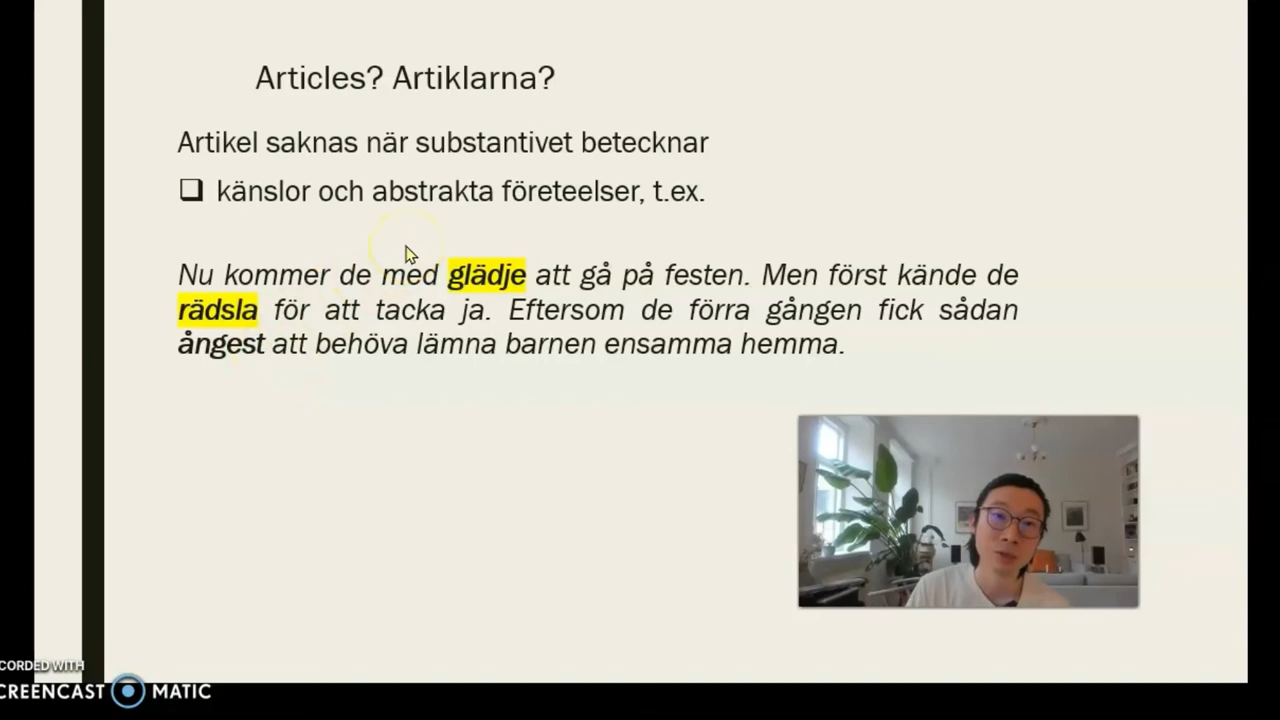 Articles? Artiklarna?
Artikel saknas när substantivet betecknar
känslor och abstrakta företeelser, t.ex.
Nu kommer de med glädje att gå på festen. Men först kände de
rädsla för att tacka ja. Eftersom de förra gången fick sådan
ångest att behöva lämna barnen ensamma hemma.
CORDED WITH
CREENCAST MATIC